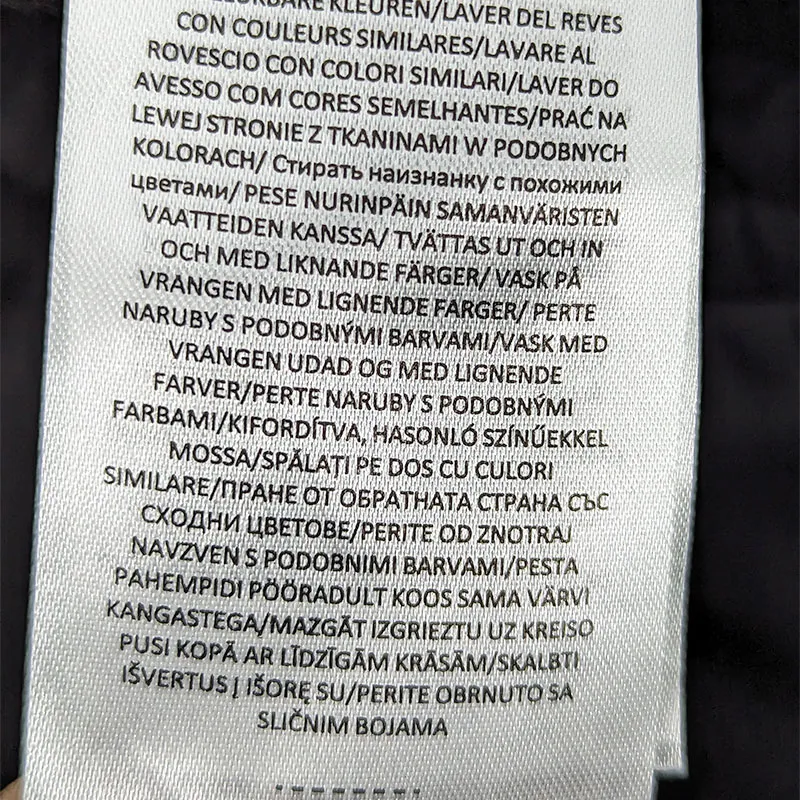 KLEUREN/LAVER DEL REVES
CON COULEURS SIMILARES/LAVARE AL
ROVESCIO CON COLORI SIMILARI/LAVER DO
AVESSO COM CORES SEMELHANTES/PRAĆ NA
LEWEJ STRONIE Z TKANINAMI W PODOBNYCH
KOLORACH/ Стирать наизнанку с похожими
цветами/ PESE NURINPÄIN SAMANVÄRISTEN
VAATTEIDEN KANSSA/ TVÄTTAS UT OCH IN
OCH MED LIKNANDE FÄRGER/ VASK PÅ
VRANGEN MED LIGNENDE FARGER/ PERTE
NARUBY S PODOBNÝMI BARVAMI/VASK MED
VRANGEN UDAD OG MED LIGNENDE
FARVER/PERTE NARUBY S PODOBNÝMI
FARBAMI/KIFORDÍTVA, HASONLÓ SZÍNŰEKKEL
MOSSA/SPĂLAȚI PE DOS CU CULORI
SIMILARE/ПРАНЕ ОТ ОБРАТНАТА СТРАНА СЪС
СХОДНИ ЦВЕТОВЕ/PERITE OD ZNOTRAJ
NAVZVEN S PODOBNIMI BARVAMI/PESTA
PAHEMPIDI PÖÖRADULT KOOS SAMA VÄRVI
KANGASTEGA/MAZGĀT IZGRIEZTU UZ KREISO
PUSI KOPĀ AR LĪDZĪGĀM KRĀSĀM/SKALBTI
IŠVERTUS Į IŠORĘ SU/PERITE OBRNUTO SA
SLIČNIM BOJAMA